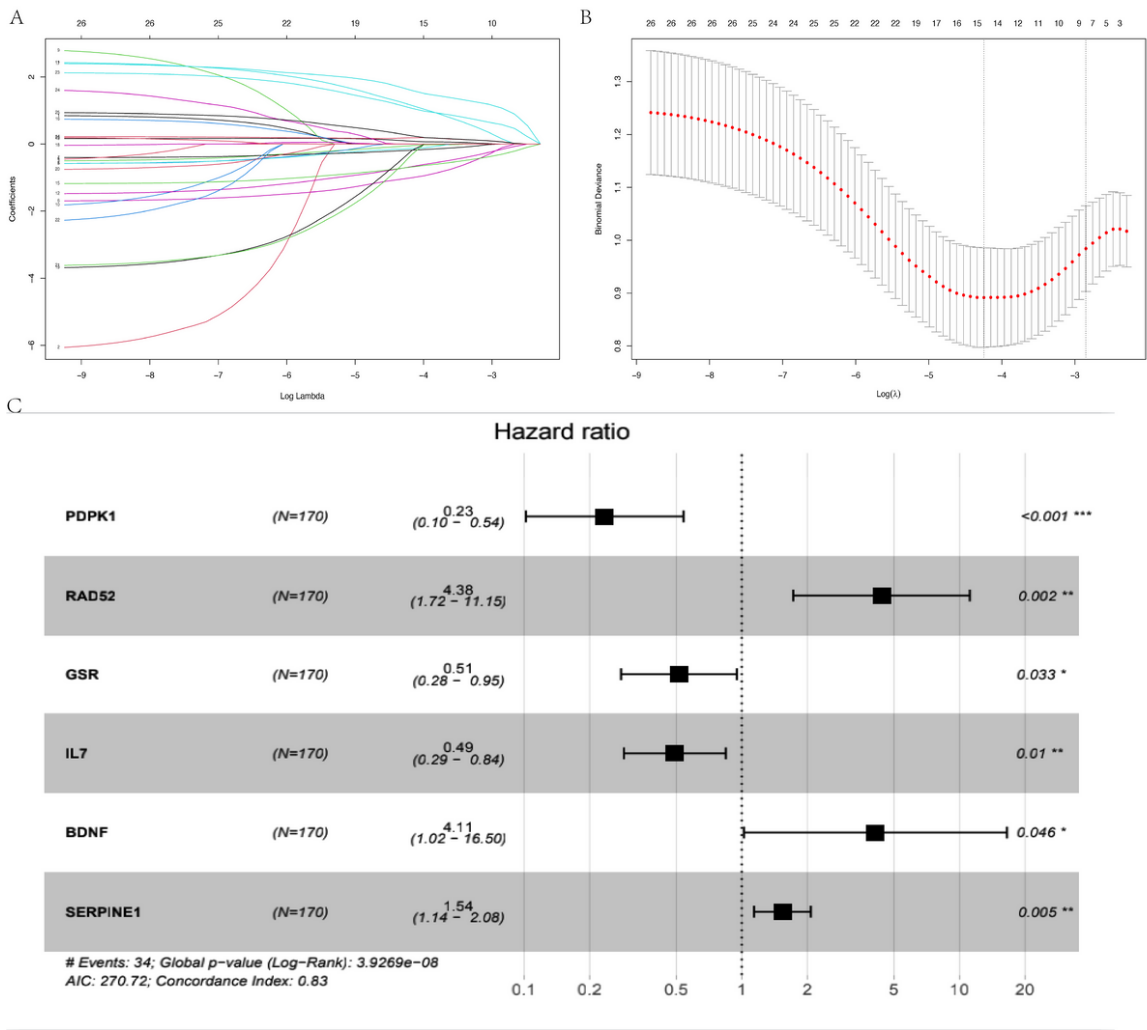 A
26 26 25 22 19 15 10
2
0
−2
−4
−6
Coefficients
−9 −8 −7 −6 −5 −4 −3
Log Lambda
B
26 26 26 26 26 25 24 24 25 25 22 22 22 19 17 16 15 14 12 11 10 9 7 5 3
1.3
1.2
1.1
1.0
0.9
0.8
Binomial Deviance
−9 −8 −7 −6 −5 −4 −3
Log(λ)
C
Hazard ratio
PDPK1 (N=170) 0.23 (0.10 − 0.54) <0.001 ***
RAD52 (N=170) 4.38 (1.72 − 11.15) 0.002 **
GSR (N=170) 0.51 (0.28 − 0.95) 0.033 *
IL7 (N=170) 0.49 (0.29 − 0.84) 0.01 **
BDNF (N=170) 4.11 (1.02 − 16.50) 0.046 *
SERPINE1 (N=170) 1.54 (1.14 − 2.08) 0.005 **
# Events: 34; Global p−value (Log−Rank): 3.9269e−08
AIC: 270.72; Concordance Index: 0.83
0.1 0.2 0.5 1 2 5 10 20